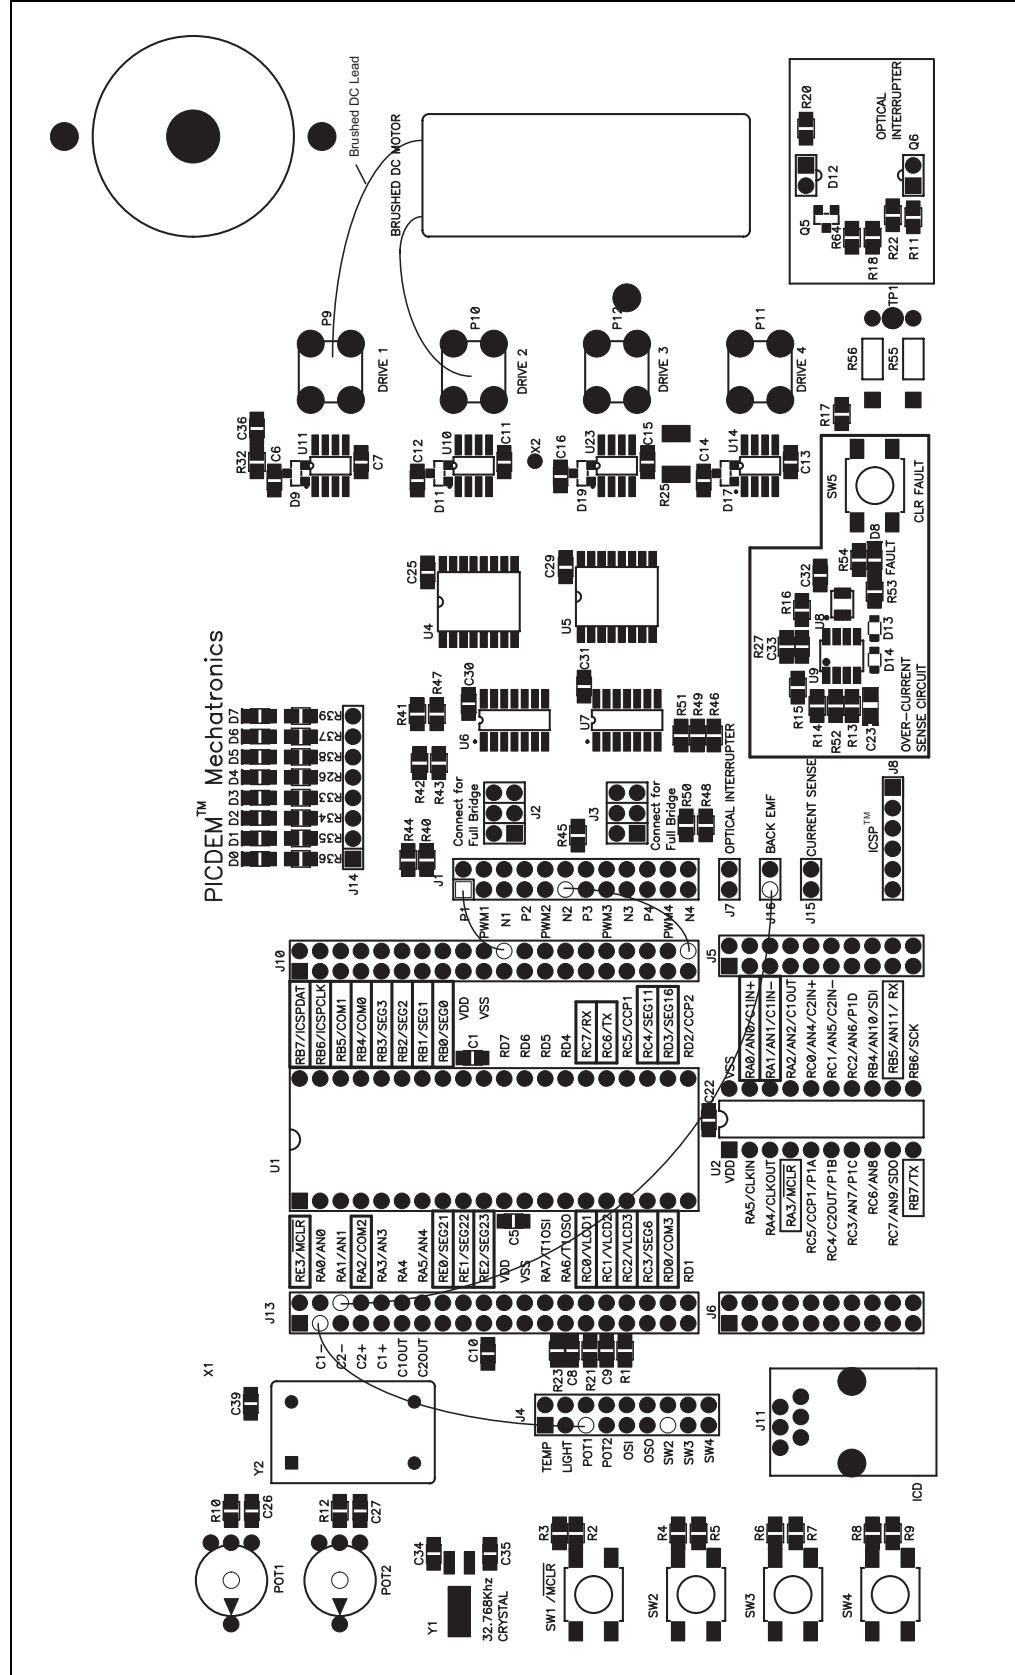 Brushed DC Lead
BRUSHED DC MOTOR
R20
OPTICAL
INTERRUPTER
D12
Q6
Q5
R64
R18
R22
R11
P9
DRIVE 1
P10
DRIVE 2
P12
DRIVE 3
P11
DRIVE 4
TP1
R56
R55
R17
C36
R32
C6
U11
D9
C7
C12
U10
D11
C11
X2
C16
U23
D19
C15
R25
C14
U14
D17
C13
SW5
CLR FAULT
C25
U4
C29
U5
R54
D8
FAULT
R53
C32
R16
U8
R27
C33
U9
D13
D14
R15
R14
R52
R13
C23
OVER-CURRENT
SENSE CIRCUIT
PICDEM™ Mechatronics
D7
D6
D5
D4
D3
D2
D1
D0
R39
R37
R38
R26
R33
R34
R35
R36
J14
R41
R47
C30
U6
R42
R43
C31
U7
R51
R49
R46
Connect for
Full Bridge
J2
R44
R40
R45
J3
Connect for
Full Bridge
R50
R48
J1
P1
PWM1
N1
P2
PWM2
N2
P3
PWM3
N3
P4
PWM4
N4
J7
OPTICAL INTERRUPTER
J16
BACK EMF
J15
CURRENT SENSE
ICSP™
J8
J10
RB7/ICSPDAT
RB6/ICSPCLK
RB5/COM1
RB4/COM0
RB3/SEG3
RB2/SEG2
RB1/SEG1
RB0/SEG0
VDD
VSS
RD7
RD6
RD5
RD4
RC7/RX
RC6/TX
RC5/CCP1
RC4/SEG11
RD3/SEG16
RD2/CCP2
C1
J5
VSS
RA0/AN0/C1IN+
RA1/AN1/C1IN-
RA2/AN2/C1OUT
RC0/AN4/C2IN+
RC1/AN5/C2IN-
RC2/AN6/P1D
RB4/AN10/SDI
RB5/AN11/ RX
RB6/SCK
C22
U1
U2
VDD
RA5/CLKIN
RA4/CLKOUT
RA3/MCLR
RC5/CCP1/P1A
RC4/C2OUT/P1B
RC3/AN7/P1C
RC6/AN8
RC7/AN9/SDO
RB7/TX
RE3/MCLR
RA0/AN0
RA1/AN1
RA2/COM2
RA3/AN3
RA4
RA5/AN4
RE0/SEG21
RE1/SEG22
RE2/SEG23
VDD
VSS
RA7/T1OSI
RA6/T1OSO
RC0/VLCD1
RC1/VLCD2
RC2/VLCD3
RC3/SEG6
RD0/COM3
RD1
C5
J13
J6
C1-
C2-
C2+
C1+
C1OUT
C2OUT
C10
R23
C8
R21
C9
R1
X1
C39
Y2
J4
TEMP
LIGHT
POT1
POT2
OSI
OSO
SW2
SW3
SW4
J11
ICD
R10
C26
POT1
R12
C27
POT2
C34
C35
Y1
32.768Khz
CRYSTAL
R3
R2
SW1 /MCLR
R4
R5
SW2
R6
R7
SW3
R8
R9
SW4